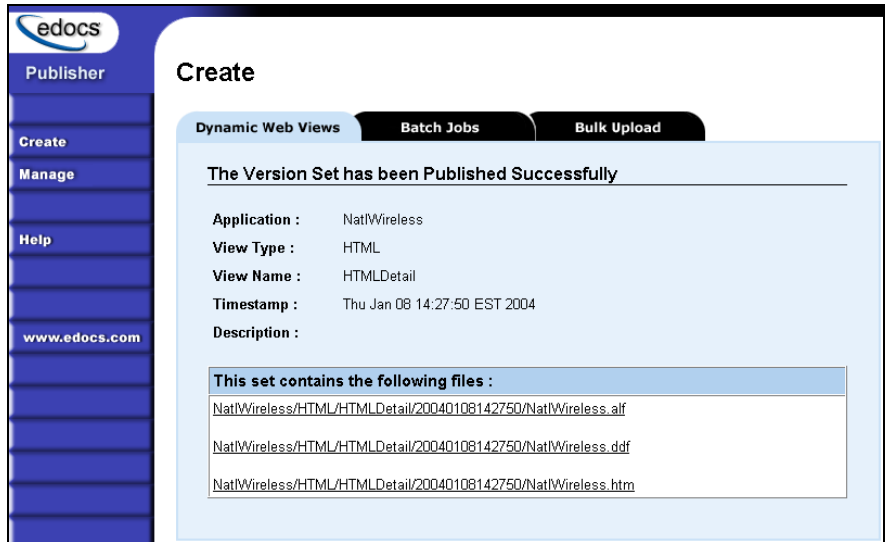 edocs
Publisher
Create
Manage
Help
www.edocs.com
Create
Dynamic Web Views
Batch Jobs
Bulk Upload
The Version Set has been Published Successfully
Application : NatlWireless
View Type : HTML
View Name : HTMLDetail
Timestamp : Thu Jan 08 14:27:50 EST 2004
Description :
This set contains the following files :
NatlWireless/HTML/HTMLDetail/20040108142750/NatlWireless.alf
NatlWireless/HTML/HTMLDetail/20040108142750/NatlWireless.ddf
NatlWireless/HTML/HTMLDetail/20040108142750/NatlWireless.htm